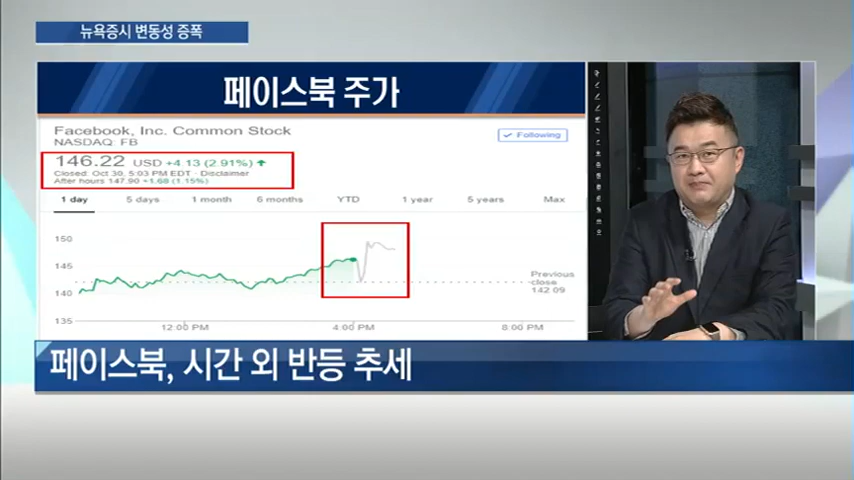 뉴욕증시 변동성 증폭
페이스북 주가
Facebook, Inc. Common Stock
NASDAQ: FB
Following
146.22 USD +4.13 (2.91%)
Closed: Oct 30, 5:03 PM EDT · Disclaimer
After hours 147.90 +1.68 (1.15%)
1 day 5 days 1 month 6 months YTD 1 year 5 years Max
150
145
140
135
Previous
close
142.09
12:00 PM 4:00 PM 8:00 PM
페이스북, 시간 외 반등 추세